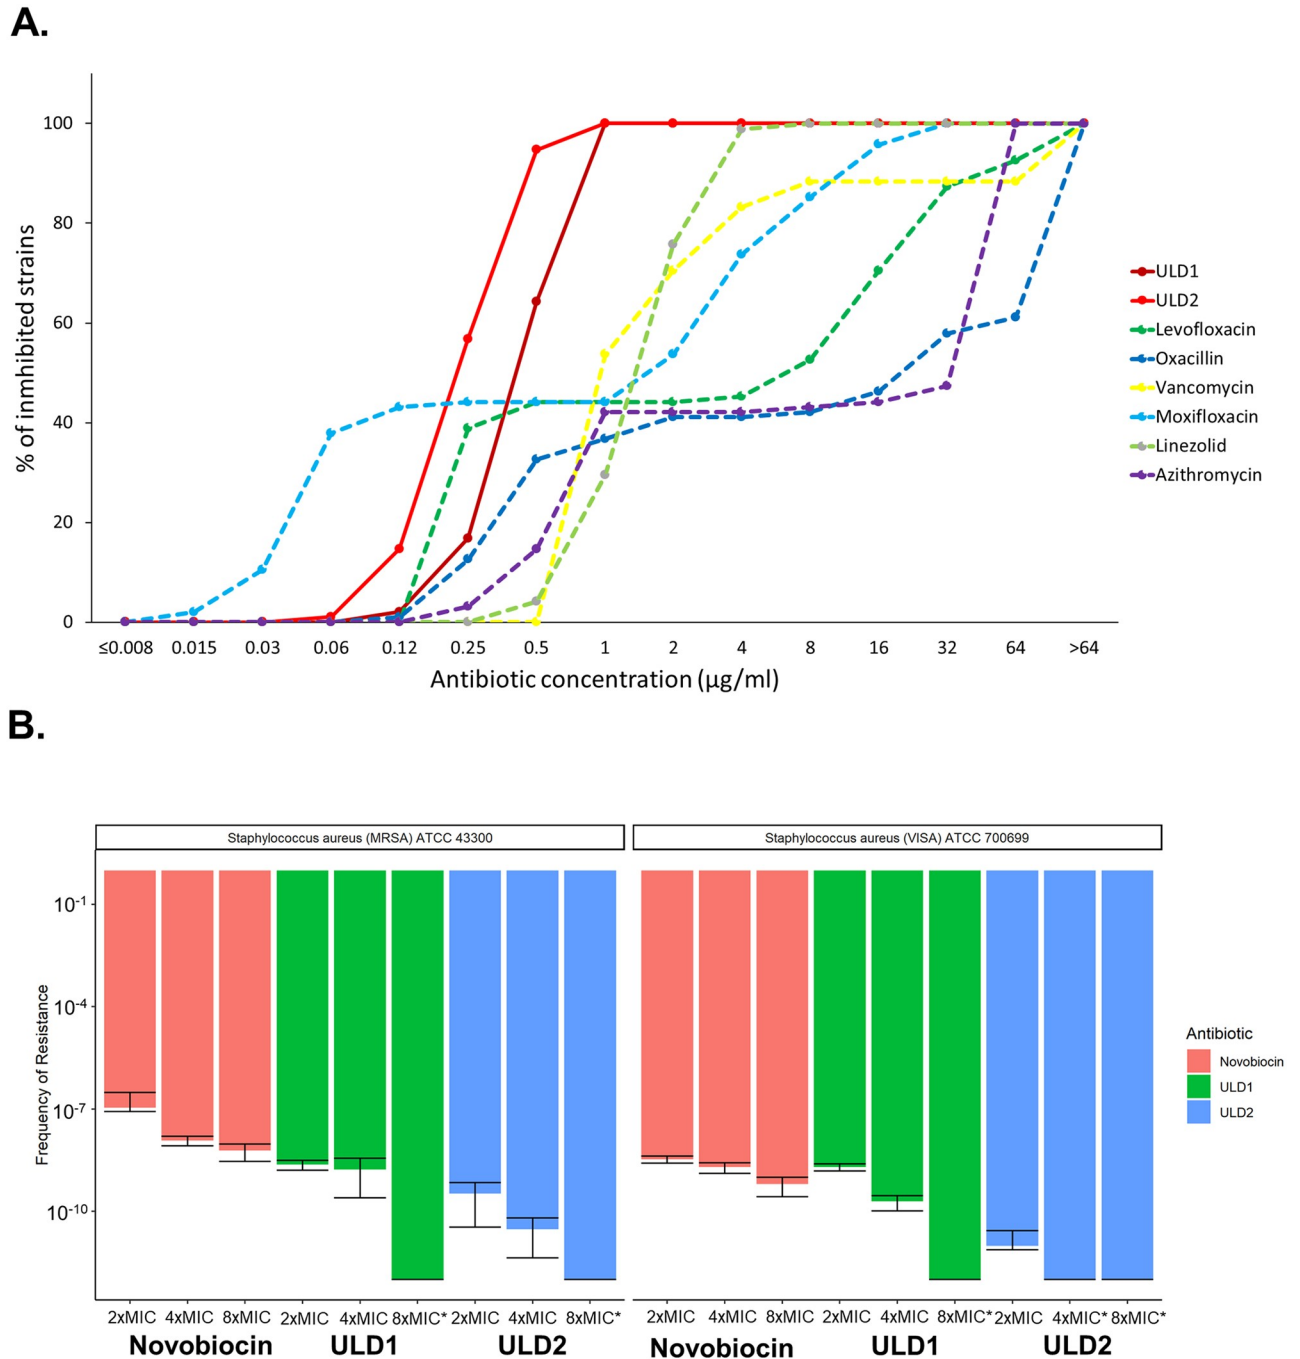 A.
% of inmhibited strains
100
80
60
40
20
0
≤0.008 0.015 0.03 0.06 0.12 0.25 0.5 1 2 4 8 16 32 64 >64
Antibiotic concentration (µg/ml)
ULD1
ULD2
Levofloxacin
Oxacillin
Vancomycin
Moxifloxacin
Linezolid
Azithromycin
B.
Staphylococcus aureus (MRSA) ATCC 43300 Staphylococcus aureus (VISA) ATCC 700699
Frequency of Resistance
10-1
10-4
10-7
10-10
2xMIC 4xMIC 8xMIC 2xMIC 4xMIC 8xMIC* 2xMIC 4xMIC 8xMIC* 2xMIC 4xMIC 8xMIC 2xMIC 4xMIC 8xMIC* 2xMIC 4xMIC* 8xMIC*
Novobiocin ULD1 ULD2 Novobiocin ULD1 ULD2
Antibiotic
Novobiocin
ULD1
ULD2